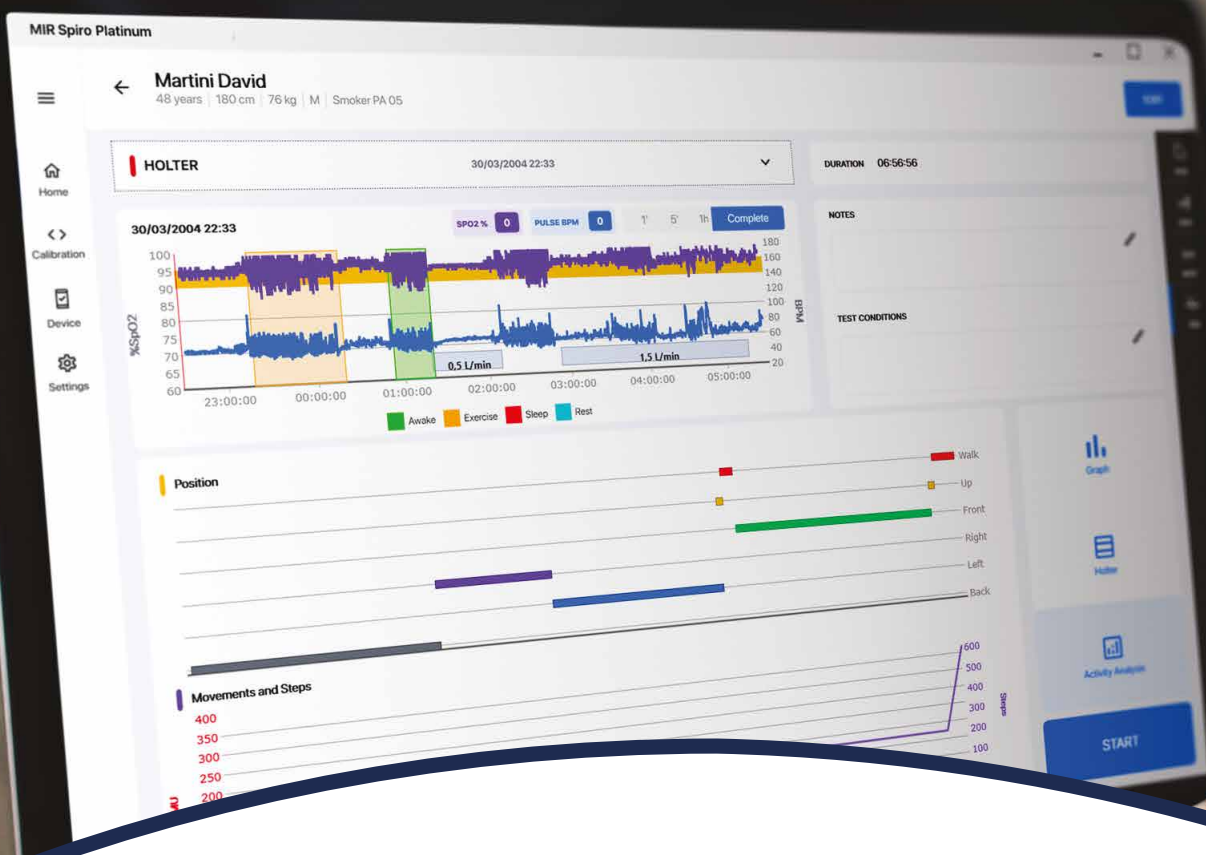 MIR Spiro Platinum
Martini David
48 years | 180 cm | 76 kg | M | Smoker PA 05
Home
Calibration
Device
Settings
HOLTER 30/03/2004 22:33
DURATION 06:56:56
30/03/2004 22:33 SPO2 % 0 PULSE BPM 0 1' 5' 1h Complete
NOTES
TEST CONDITIONS
%SpO2
100
95
90
85
80
75
70
65
60
180
160
140
120
100
80
60
40
20
BPM
0,5 L/min 1,5 L/min
23:00:00 00:00:00 01:00:00 02:00:00 03:00:00 04:00:00 05:00:00
Awake Exercise Sleep Rest
Position
Walk
Up
Front
Right
Left
Back
Graph
Holter
Activity Analysis
START
Movements and Steps
400
350
300
250
200
MU
600
500
400
300
200
100
Steps